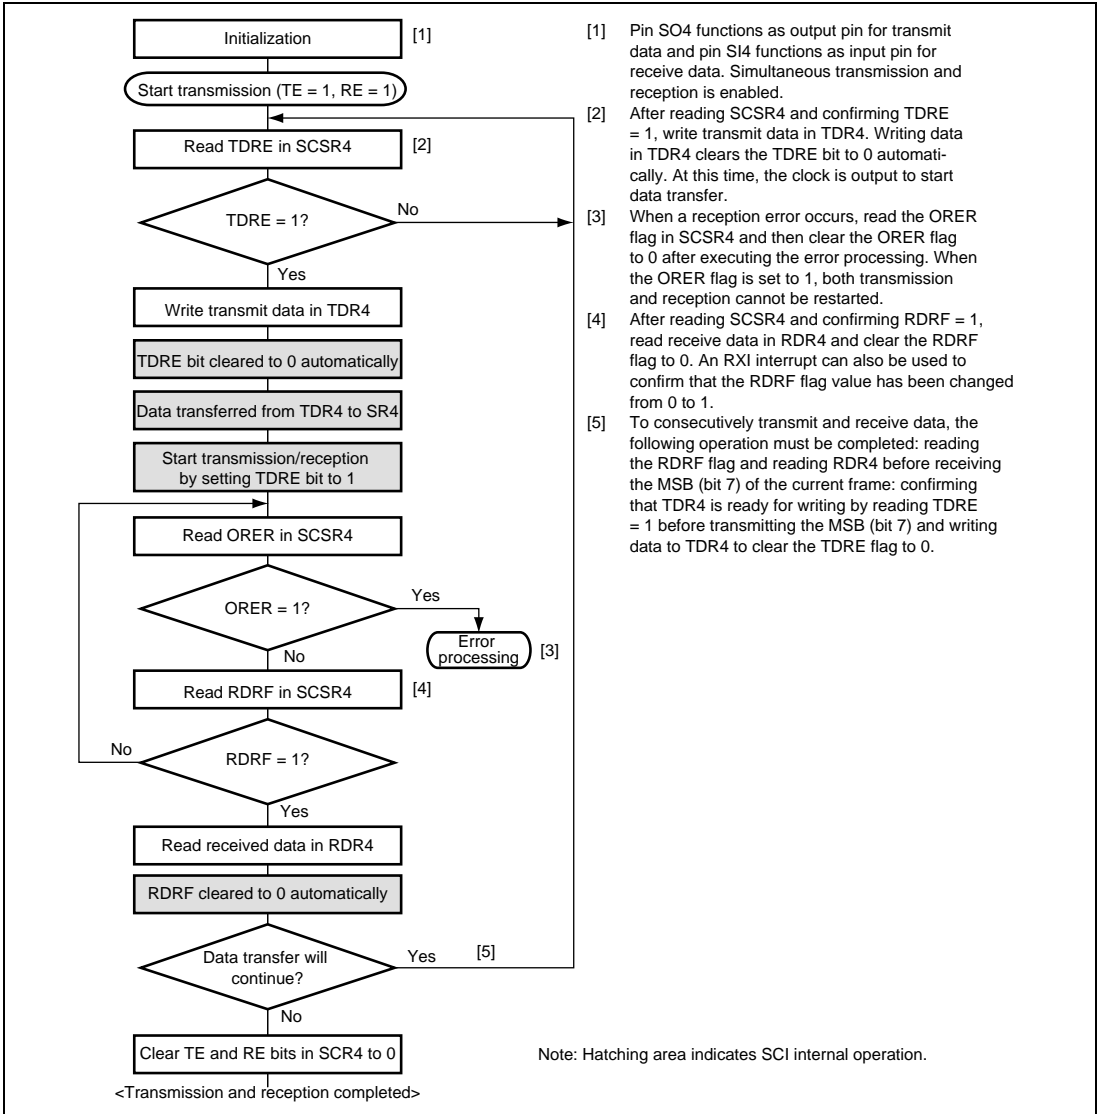 Initialization
[1]
Start transmission (TE = 1, RE = 1)
Read TDRE in SCSR4
[2]
TDRE = 1?
No
Yes
Write transmit data in TDR4
TDRE bit cleared to 0 automatically
Data transferred from TDR4 to SR4
Start transmission/reception
by setting TDRE bit to 1
Read ORER in SCSR4
ORER = 1?
Yes
Error
processing
[3]
No
Read RDRF in SCSR4
[4]
No
RDRF = 1?
Yes
Read received data in RDR4
RDRF cleared to 0 automatically
Data transfer will
continue?
Yes
[5]
No
Clear TE and RE bits in SCR4 to 0
<Transmission and reception completed>
[1] Pin SO4 functions as output pin for transmit
data and pin SI4 functions as input pin for
receive data. Simultaneous transmission and
reception is enabled.
[2] After reading SCSR4 and confirming TDRE
= 1, write transmit data in TDR4. Writing data
in TDR4 clears the TDRE bit to 0 automati-
cally. At this time, the clock is output to start
data transfer.
[3] When a reception error occurs, read the ORER
flag in SCSR4 and then clear the ORER flag
to 0 after executing the error processing. When
the ORER flag is set to 1, both transmission
and reception cannot be restarted.
[4] After reading SCSR4 and confirming RDRF = 1,
read receive data in RDR4 and clear the RDRF
flag to 0. An RXI interrupt can also be used to
confirm that the RDRF flag value has been changed
from 0 to 1.
[5] To consecutively transmit and receive data, the
following operation must be completed: reading
the RDRF flag and reading RDR4 before receiving
the MSB (bit 7) of the current frame: confirming
that TDR4 is ready for writing by reading TDRE
= 1 before transmitting the MSB (bit 7) and writing
data to TDR4 to clear the TDRE flag to 0.
Note: Hatching area indicates SCI internal operation.